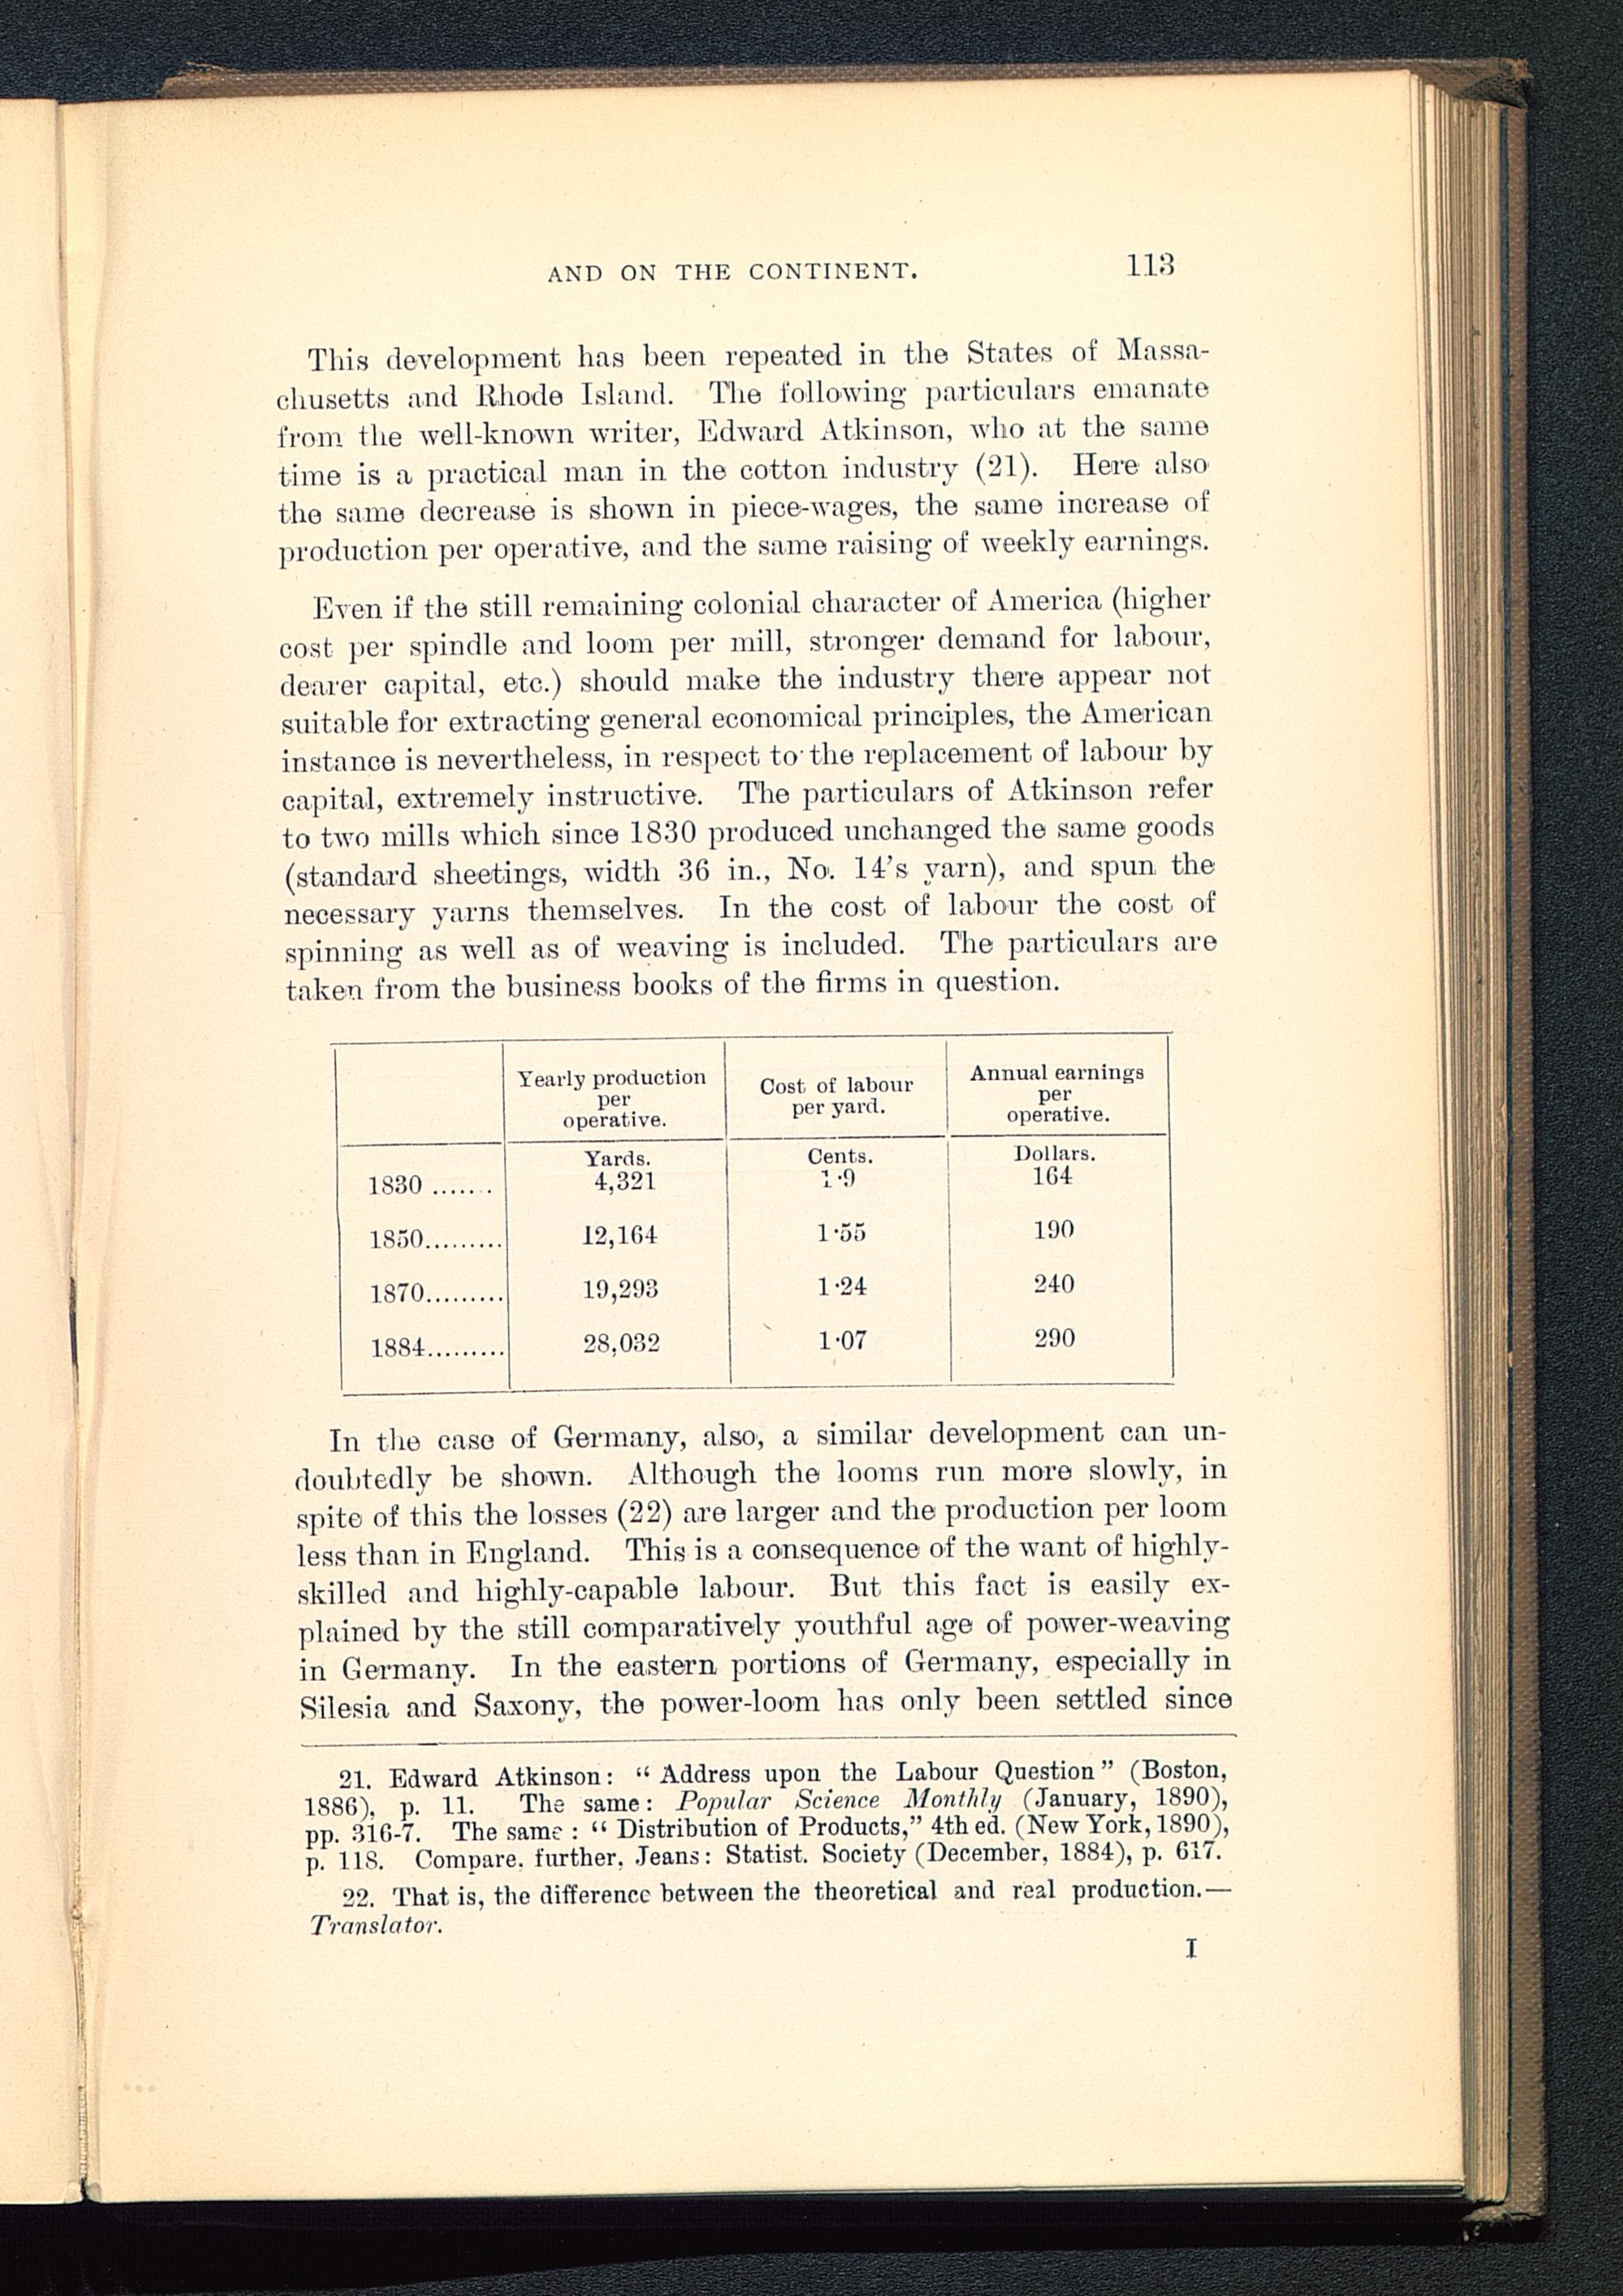 AND ON THE CONTINENT. 113
This development has been repeated in the States of Massa-
chusetts and Rhode Island. The following particulars emanate
from the well-known writer, Edward Atkinson, who at the same
time is a practical man in the cotton industry (21). Here also
the same decrease is shown in piece-wages, the same increase of
production per operative, and the same raising of weekly earnings.
Even if the still remaining colonial character of America (higher
cost per spindle and loom per mill, stronger demand for labour,
dearer capital, etc.) should make the industry there appear not
suitable for extracting general economical principles, the American
instance is nevertheless, in respect to the replacement of labour by
capital, extremely instructive. The particulars of Atkinson refer
to two mills which since 1830 produced unchanged the same goods
(standard sheetings, width 36 in., No. 14's yarn), and spun the
necessary yarns themselves. In the cost of labour the cost of
spinning as well as of weaving is included. The particulars are
taken from the business books of the firms in question.
Yearly production
per
operative.
Cost of labour
per yard.
Annual earnings
per
operative.
Yards. Cents. Dollars.
1830 ....... 4,321 1·9 164
1850......... 12,164 1·55 190
1870......... 19,293 1·24 240
1884......... 28,032 1·07 290
In the case of Germany, also, a similar development can un-
doubtedly be shown. Although the looms run more slowly, in
spite of this the losses (22) are larger and the production per loom
less than in England. This is a consequence of the want of highly-
skilled and highly-capable labour. But this fact is easily ex-
plained by the still comparatively youthful age of power-weaving
in Germany. In the eastern portions of Germany, especially in
Silesia and Saxony, the power-loom has only been settled since
21. Edward Atkinson: "Address upon the Labour Question" (Boston,
1886), p. 11. The same: Popular Science Monthly (January, 1890),
pp. 316-7. The same: "Distribution of Products," 4th ed. (New York, 1890),
p. 118. Compare, further, Jeans: Statist. Society (December, 1884), p. 617.
22. That is, the difference between the theoretical and real production.—
Translator.
I